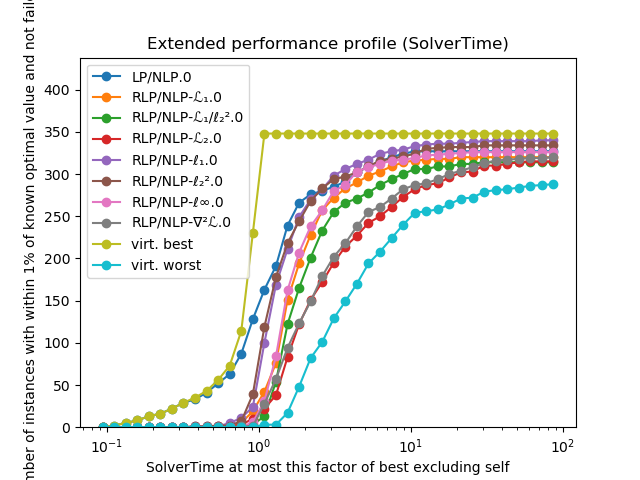 Extended performance profile (SolverTime)
of instances with within 1% of known optimal value and not
400
350
300
250
200
150
100
50
0
LP/NLP.0
RLP/NLP-ℒ₁.0
RLP/NLP-ℒ₁/ℓ₂².0
RLP/NLP-ℒ₂.0
RLP/NLP-ℓ₁.0
RLP/NLP-ℓ₂².0
RLP/NLP-ℓ∞.0
RLP/NLP-∇²ℒ.0
virt. best
virt. worst
10⁻¹ 10⁰ 10¹ 10²
SolverTime at most this factor of best excluding self